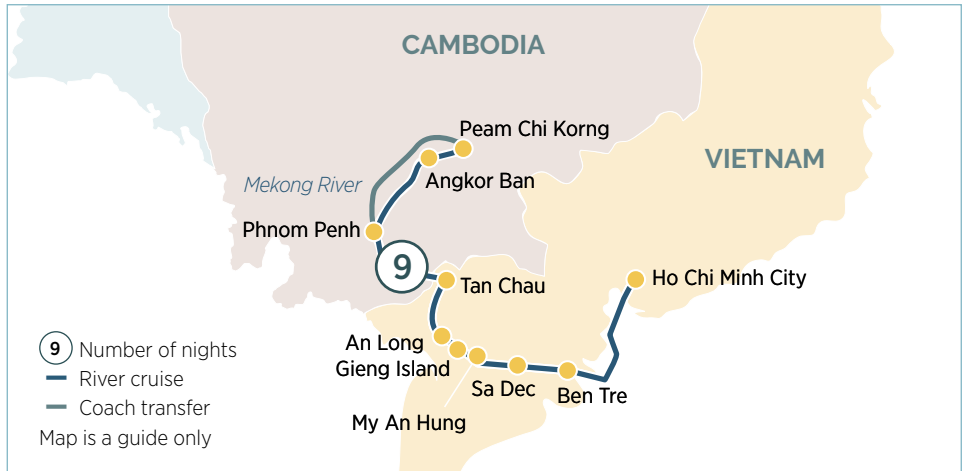 CAMBODIA
Peam Chi Korng
VIETNAM
Mekong River
Angkor Ban
Phnom Penh
9
Tan Chau
Ho Chi Minh City
An Long
Gieng Island
Sa Dec
Ben Tre
My An Hung
9 Number of nights
River cruise
Coach transfer
Map is a guide only